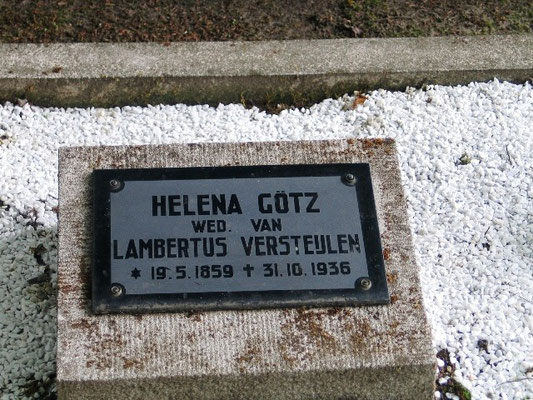 HELENA GÖTZ
WED. VAN
LAMBERTUS VERSTEIJLEN
* 19.5.1859 † 31.10.1936